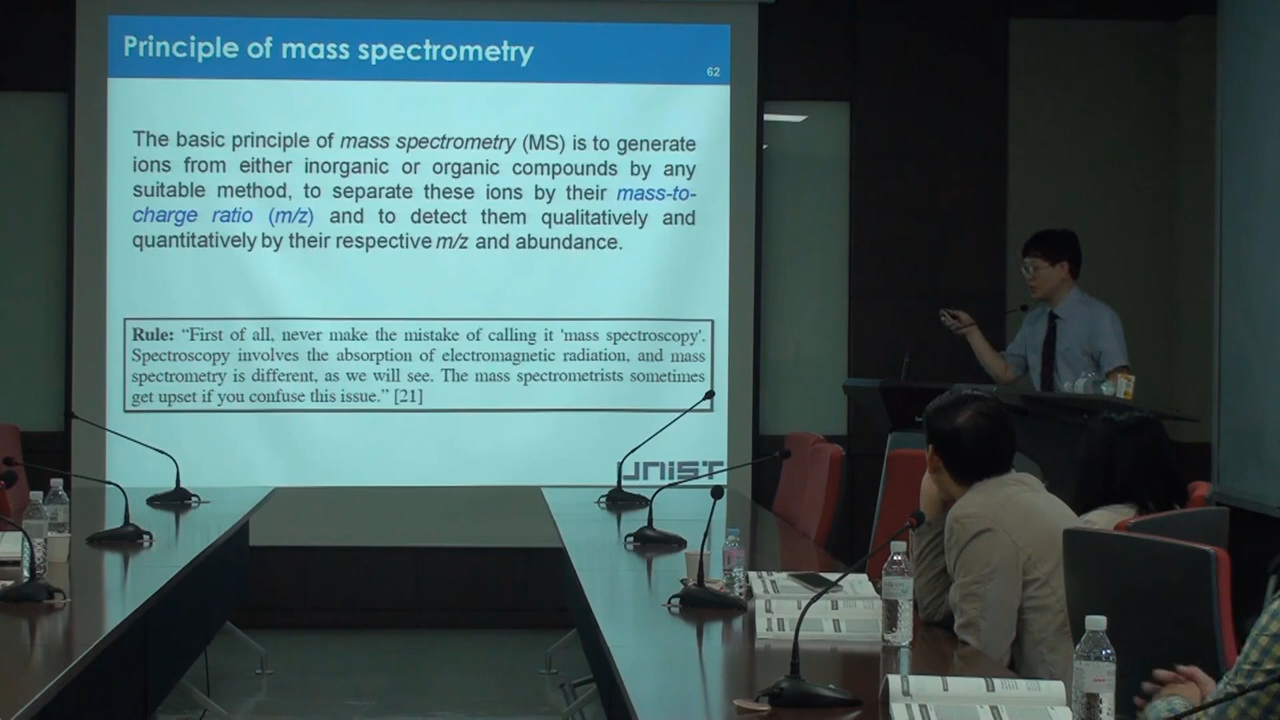 Principle of mass spectrometry
62
The basic principle of mass spectrometry (MS) is to generate
ions from either inorganic or organic compounds by any
suitable method, to separate these ions by their mass-to-
charge ratio (m/z) and to detect them qualitatively and
quantitatively by their respective m/z and abundance.
Rule: “First of all, never make the mistake of calling it 'mass spectroscopy'.
Spectroscopy involves the absorption of electromagnetic radiation, and mass
spectrometry is different, as we will see. The mass spectrometrists sometimes
get upset if you confuse this issue.” [21]
UNIST